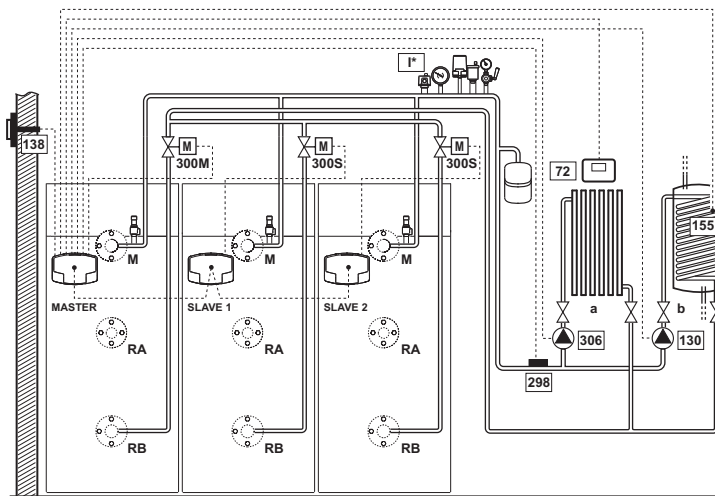 I*
138
M
M
M
300M
300S
300S
72
155
M
M
M
MASTER
SLAVE 1
SLAVE 2
a
b
RA
RA
RA
306
130
298
RB
RB
RB